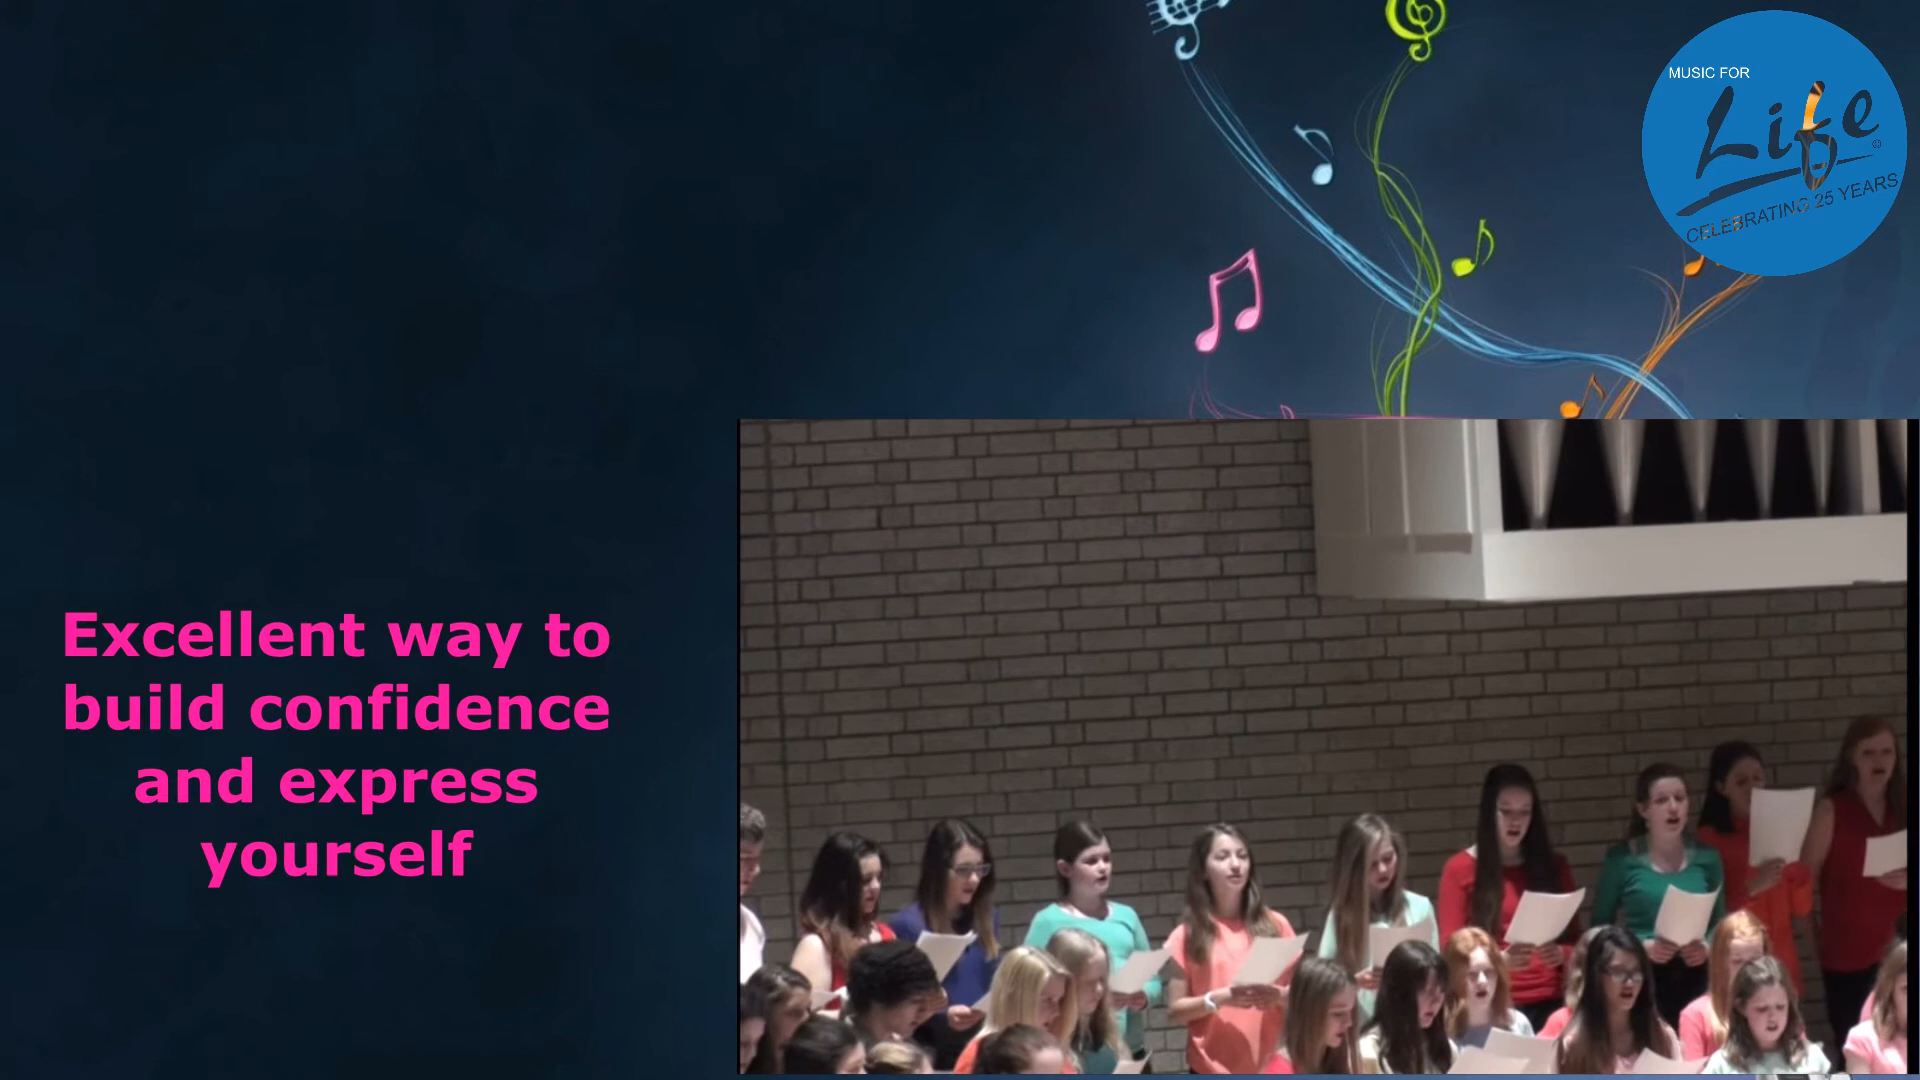 MUSIC FOR
Life
©
CELEBRATING 25 YEARS
Excellent way to
build confidence
and express
yourself